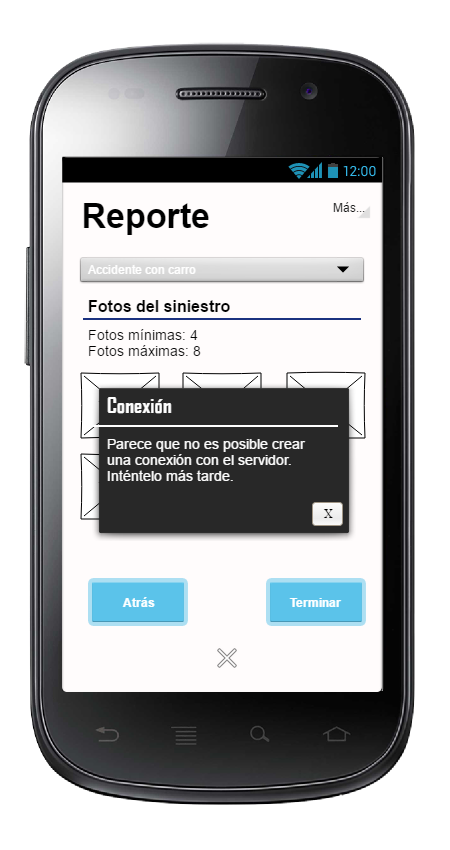 12:00
Reporte
Más...
Accidente con carro
Fotos del siniestro
Fotos mínimas: 4
Fotos máximas: 8
Conexión
Parece que no es posible crear
una conexión con el servidor.
Inténtelo más tarde.
X
Atrás
Terminar